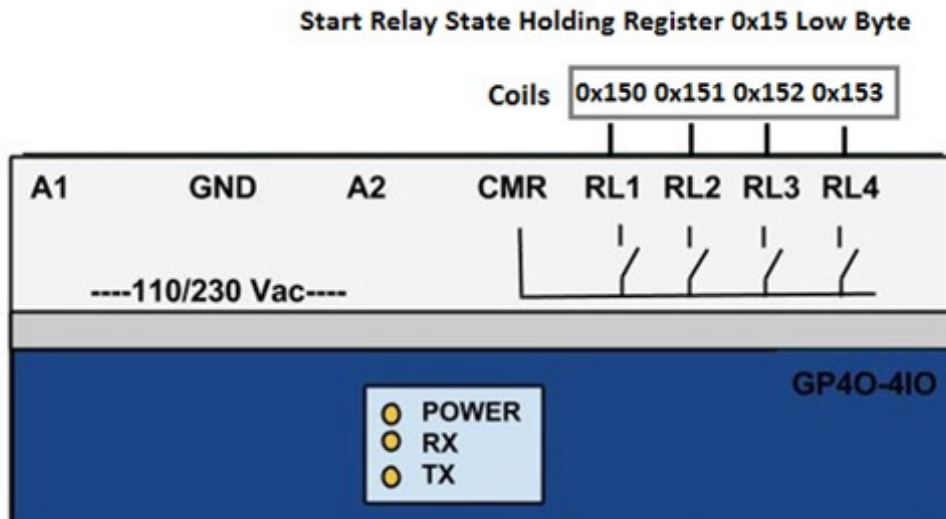 Start Relay State Holding Register 0x15 Low Byte
Coils 0x150 0x151 0x152 0x153
A1 GND A2 CMR RL1 RL2 RL3 RL4
----110/230 Vac----
GP4O-4IO
POWER
RX
TX